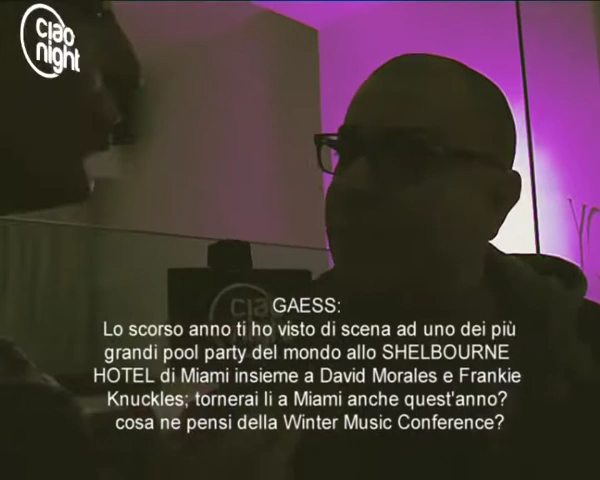 ciao
night
GAESS:
Lo scorso anno ti ho visto di scena ad uno dei più
grandi pool party del mondo allo SHELBOURNE
HOTEL di Miami insieme a David Morales e Frankie
Knuckles; tornerai li a Miami anche quest'anno?
cosa ne pensi della Winter Music Conference?